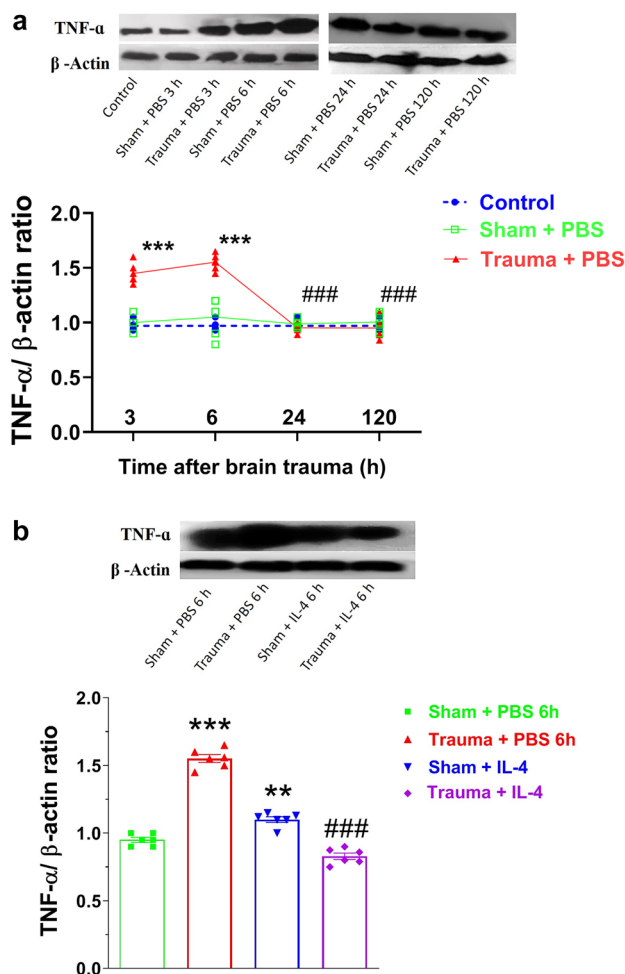 a
TNF-α
β -Actin
Control
Sham + PBS 3 h
Trauma + PBS 3 h
Sham + PBS 6 h
Trauma + PBS 6 h
Sham + PBS 24 h
Trauma + PBS 24 h
Sham + PBS 120 h
Trauma + PBS 120 h
Control
Sham + PBS
Trauma + PBS
TNF-α/ β-actin ratio
2.0
1.5
1.0
0.5
0.0
***
***
###
###
3
6
24
120
Time after brain trauma (h)
b
TNF-α
β -Actin
Sham + PBS 6 h
Trauma + PBS 6 h
Sham + IL-4 6 h
Trauma + IL-4 6 h
Sham + PBS 6h
Trauma + PBS 6h
Sham + IL-4
Trauma + IL-4
TNF-α/ β-actin ratio
2.0
1.5
1.0
0.5
0.0
***
**
###